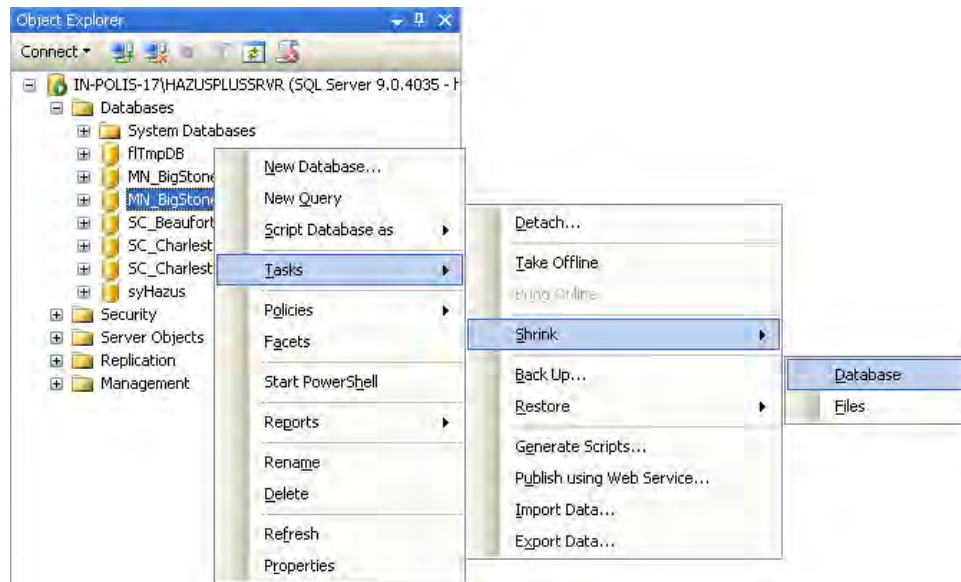 Object Explorer
Connect
IN-POLIS-17\HAZUSPLUSSRVR (SQL Server 9.0.4035 - h
Databases
System Databases
flTmpDB
MN_BigStone
MN_BigStone
SC_Beaufort
SC_Charlest
SC_Charlest
syHazus
Security
Server Objects
Replication
Management
New Database...
New Query
Script Database as
Tasks
Policies
Facets
Start PowerShell
Reports
Rename
Delete
Refresh
Properties
Detach...
Take Offline
Bring Online
Shrink
Back Up...
Restore
Generate Scripts...
Publish using Web Service...
Import Data...
Export Data...
Database
Files